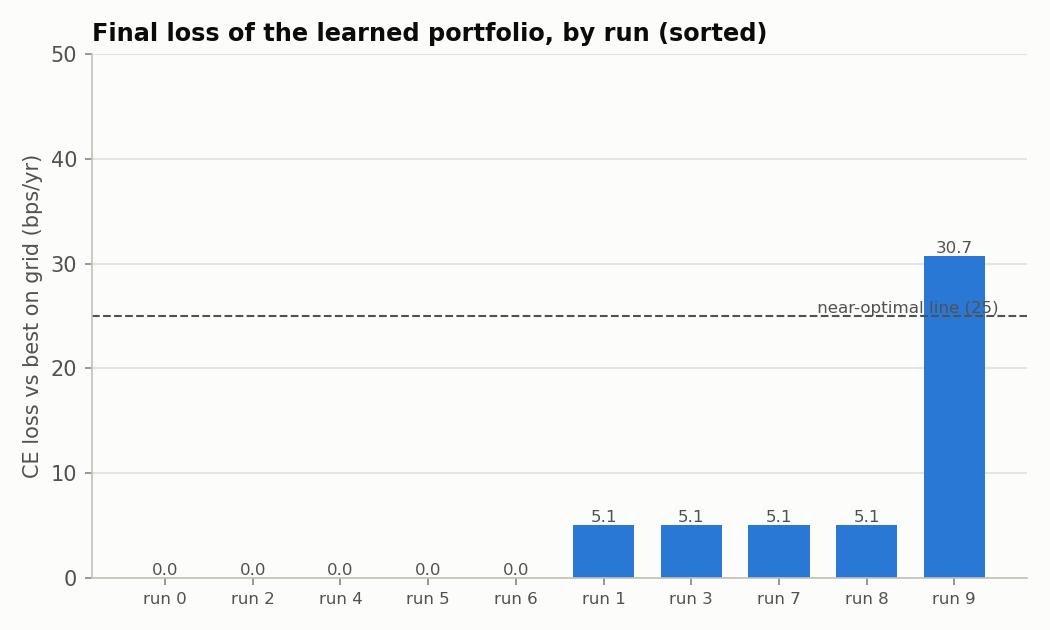 Final loss of the learned portfolio, by run (sorted)
CE loss vs best on grid (bps/yr)
50
40
30
20
10
0
30.7
near-optimal line (25)
5.1 5.1 5.1 5.1
0.0 0.0 0.0 0.0 0.0
run 0 run 2 run 4 run 5 run 6 run 1 run 3 run 7 run 8 run 9